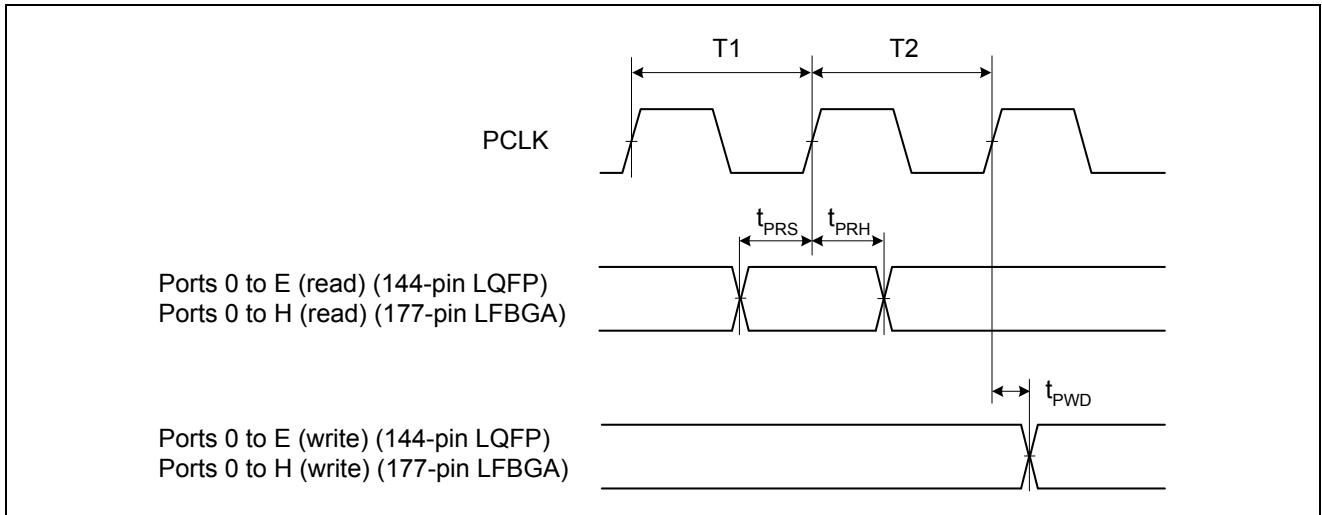 T1 T2
PCLK
tPRS tPRH
Ports 0 to E (read) (144-pin LQFP)
Ports 0 to H (read) (177-pin LFBGA)
tPWD
Ports 0 to E (write) (144-pin LQFP)
Ports 0 to H (write) (177-pin LFBGA)